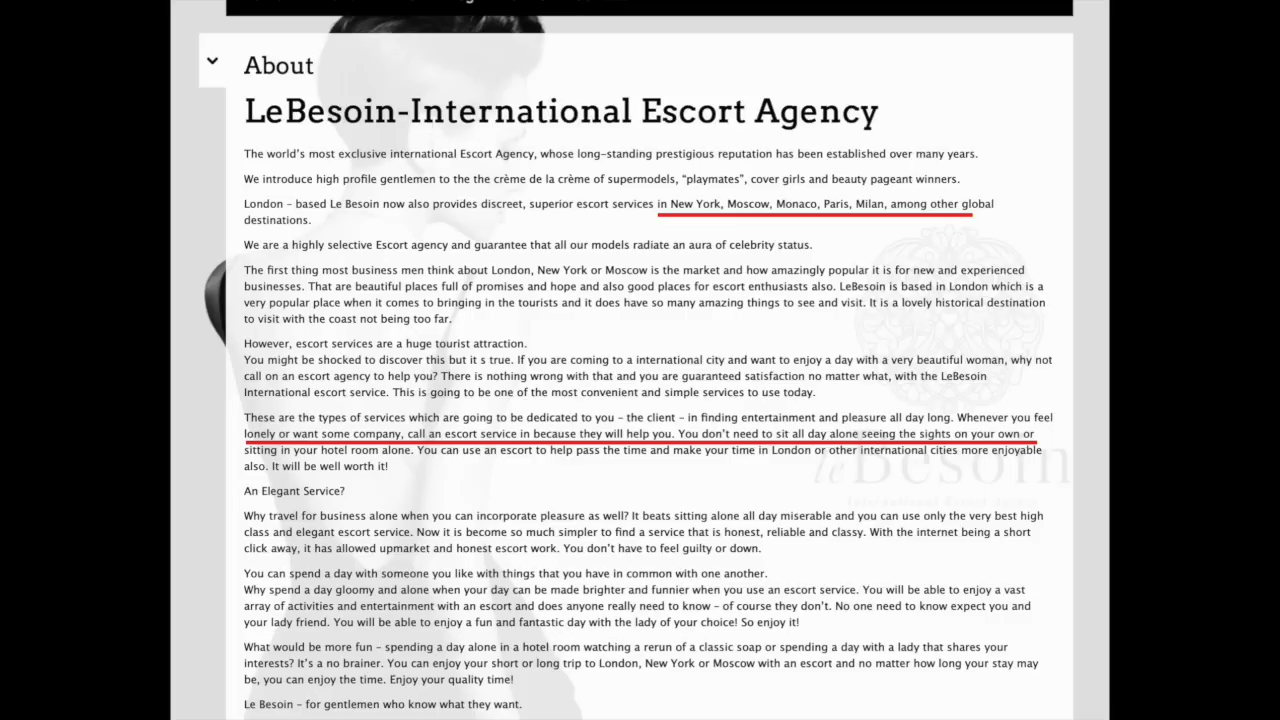 About
LeBesoin-International Escort Agency
The world's most exclusive international Escort Agency, whose long-standing prestigious reputation has been established over many years.
We introduce high profile gentlemen to the the crème de la crème of supermodels, "playmates", cover girls and beauty pageant winners.
London – based Le Besoin now also provides discreet, superior escort services in New York, Moscow, Monaco, Paris, Milan, among other global
destinations.
We are a highly selective Escort agency and guarantee that all our models radiate an aura of celebrity status.
The first thing most business men think about London, New York or Moscow is the market and how amazingly popular it is for new and experienced
businesses. That are beautiful places full of promises and hope and also good places for escort enthusiasts also. LeBesoin is based in London which is a
very popular place when it comes to bringing in the tourists and it does have so many amazing things to see and visit. It is a lovely historical destination
to visit with the coast not being too far.
However, escort services are a huge tourist attraction.
You might be shocked to discover this but it s true. If you are coming to a international city and want to enjoy a day with a very beautiful woman, why not
call on an escort agency to help you? There is nothing wrong with that and you are guaranteed satisfaction no matter what, with the LeBesoin
International escort service. This is going to be one of the most convenient and simple services to use today.
These are the types of services which are going to be dedicated to you – the client – in finding entertainment and pleasure all day long. Whenever you feel
lonely or want some company, call an escort service in because they will help you. You don't need to sit all day alone seeing the sights on your own or
sitting in your hotel room alone. You can use an escort to help pass the time and make your time in London or other international cities more enjoyable
also. It will be well worth it!
leBesoin
International Escort Agency
An Elegant Service?
Why travel for business alone when you can incorporate pleasure as well? It beats sitting alone all day miserable and you can use only the very best high
class and elegant escort service. Now it is become so much simpler to find a service that is honest, reliable and classy. With the internet being a short
click away, it has allowed upmarket and honest escort work. You don't have to feel guilty or down.
You can spend a day with someone you like with things that you have in common with one another.
Why spend a day gloomy and alone when your day can be made brighter and funnier when you use an escort service. You will be able to enjoy a vast
array of activities and entertainment with an escort and does anyone really need to know – of course they don't. No one need to know expect you and
your lady friend. You will be able to enjoy a fun and fantastic day with the lady of your choice! So enjoy it!
What would be more fun – spending a day alone in a hotel room watching a rerun of a classic soap or spending a day with a lady that shares your
interests? It's a no brainer. You can enjoy your short or long trip to London, New York or Moscow with an escort and no matter how long your stay may
be, you can enjoy the time. Enjoy your quality time!
Le Besoin – for gentlemen who know what they want.